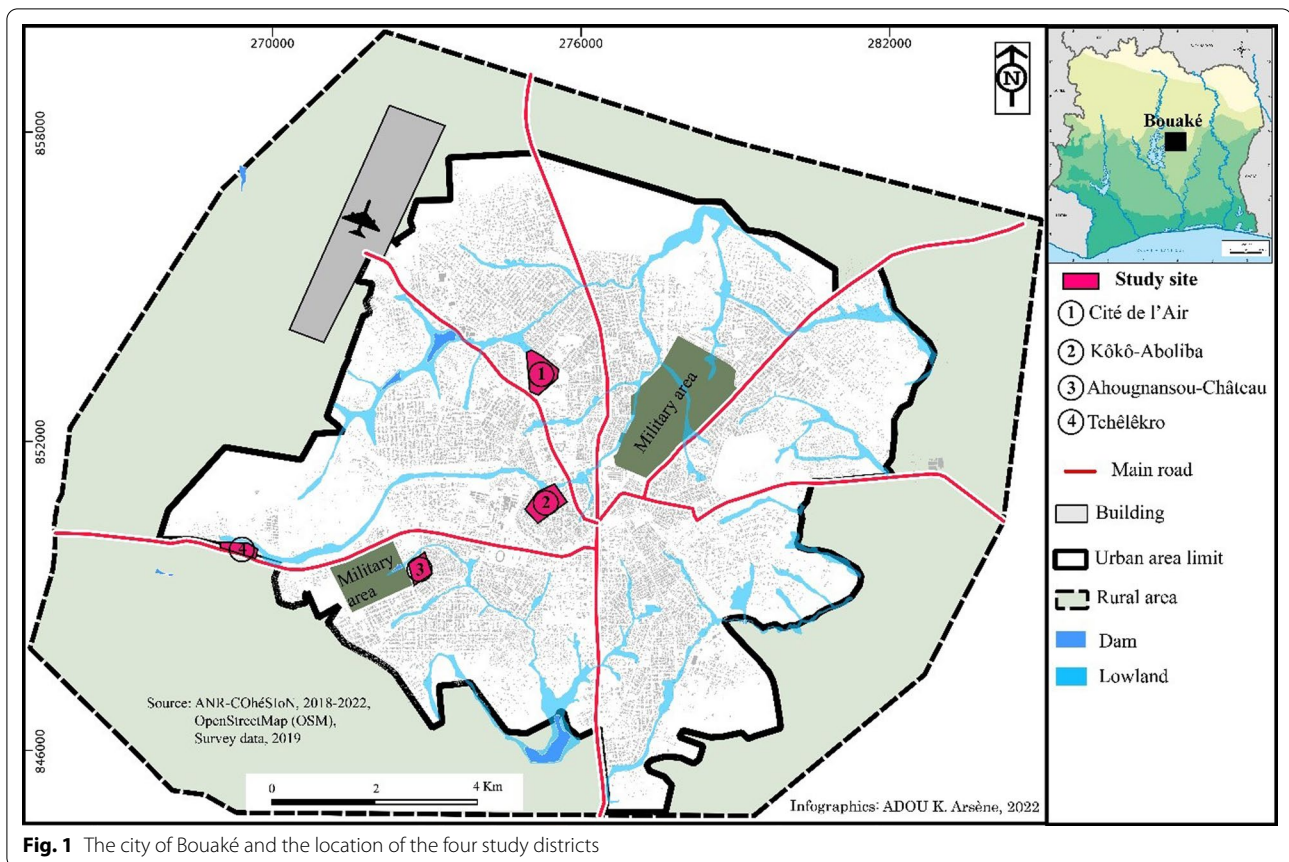 270000
276000
282000
858000
852000
846000
N
1
2
3
4
Military area
Military
area
Source: ANR-COhéSIoN, 2018-2022,
OpenStreetMap (OSM),
Survey data, 2019
0 2 4 Km
Infographics: ADOU K. Arsène, 2022
Bouaké
Study site
1 Cité de l'Air
2 Kôkô-Aboliba
3 Ahougnansou-Châtcau
4 Tchêlêkro
Main road
Building
Urban area limit
Rural area
Dam
Lowland
Fig. 1 The city of Bouaké and the location of the four study districts